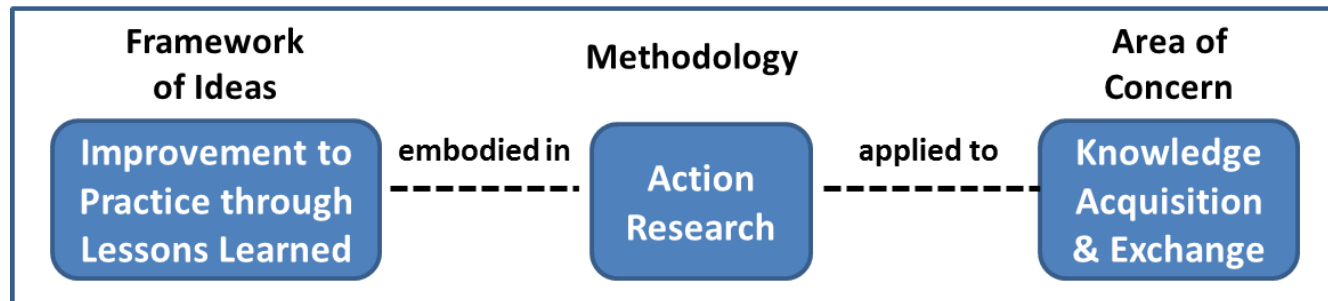 Framework
of Ideas
Methodology
Area of
Concern
Improvement to
Practice through
Lessons Learned
embodied in
Action
Research
applied to
Knowledge
Acquisition
& Exchange